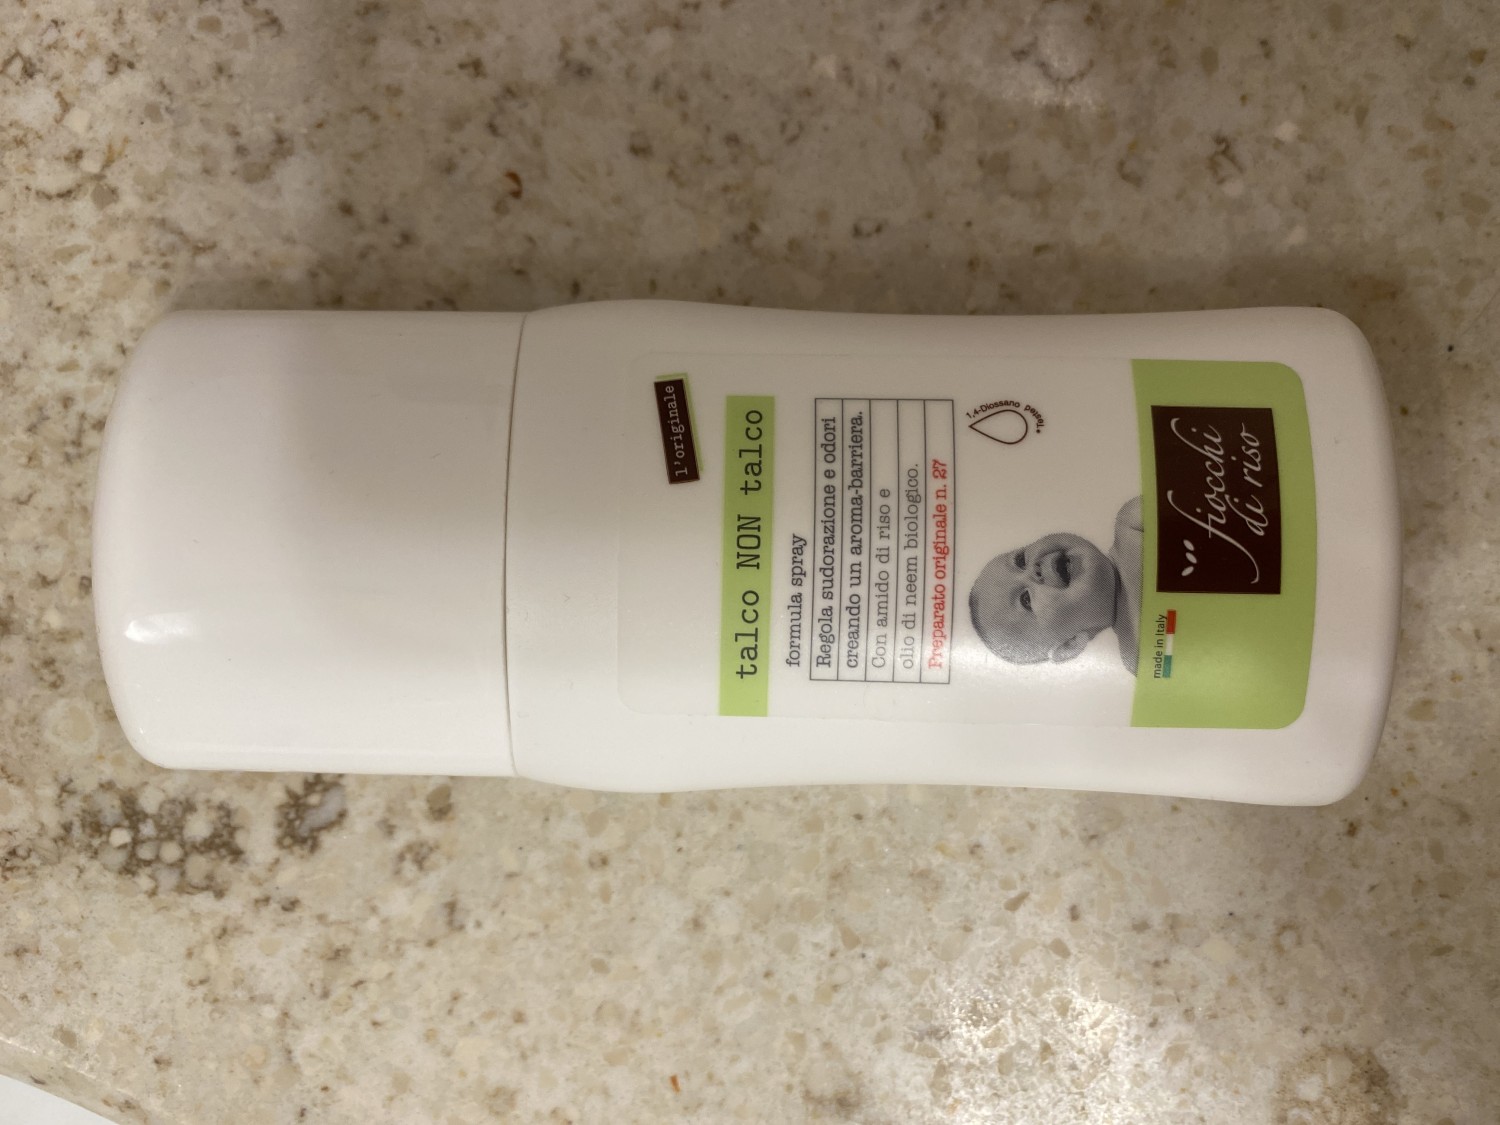 l'originale
talco NON talco
formula spray
Regola sudorazione e odori
creando un aroma-barriera.
Con amido di riso e
olio di neem biologico.
Preparato originale n. 27
1,4-Diossano tested*
made in Italy
fiocchi
di riso